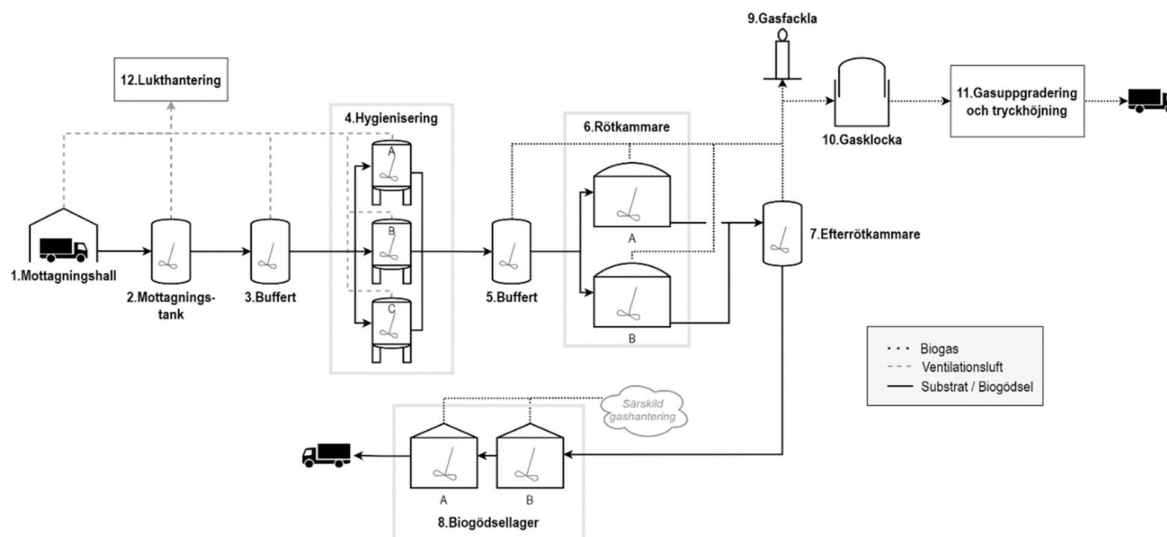 9.Gasfackla
12.Lukthantering
11.Gasuppgradering
och tryckhöjning
4.Hygienisering
6.Rötkammare
10.Gasklocka
A
B
C
A
B
1.Mottagningshall
2.Mottagnings-
tank
3.Buffert
5.Buffert
7.Efterrötkammare
Biogas
Ventilationsluft
Substrat / Biogödsel
Särskild
gashantering
A
B
8.Biogödsellager